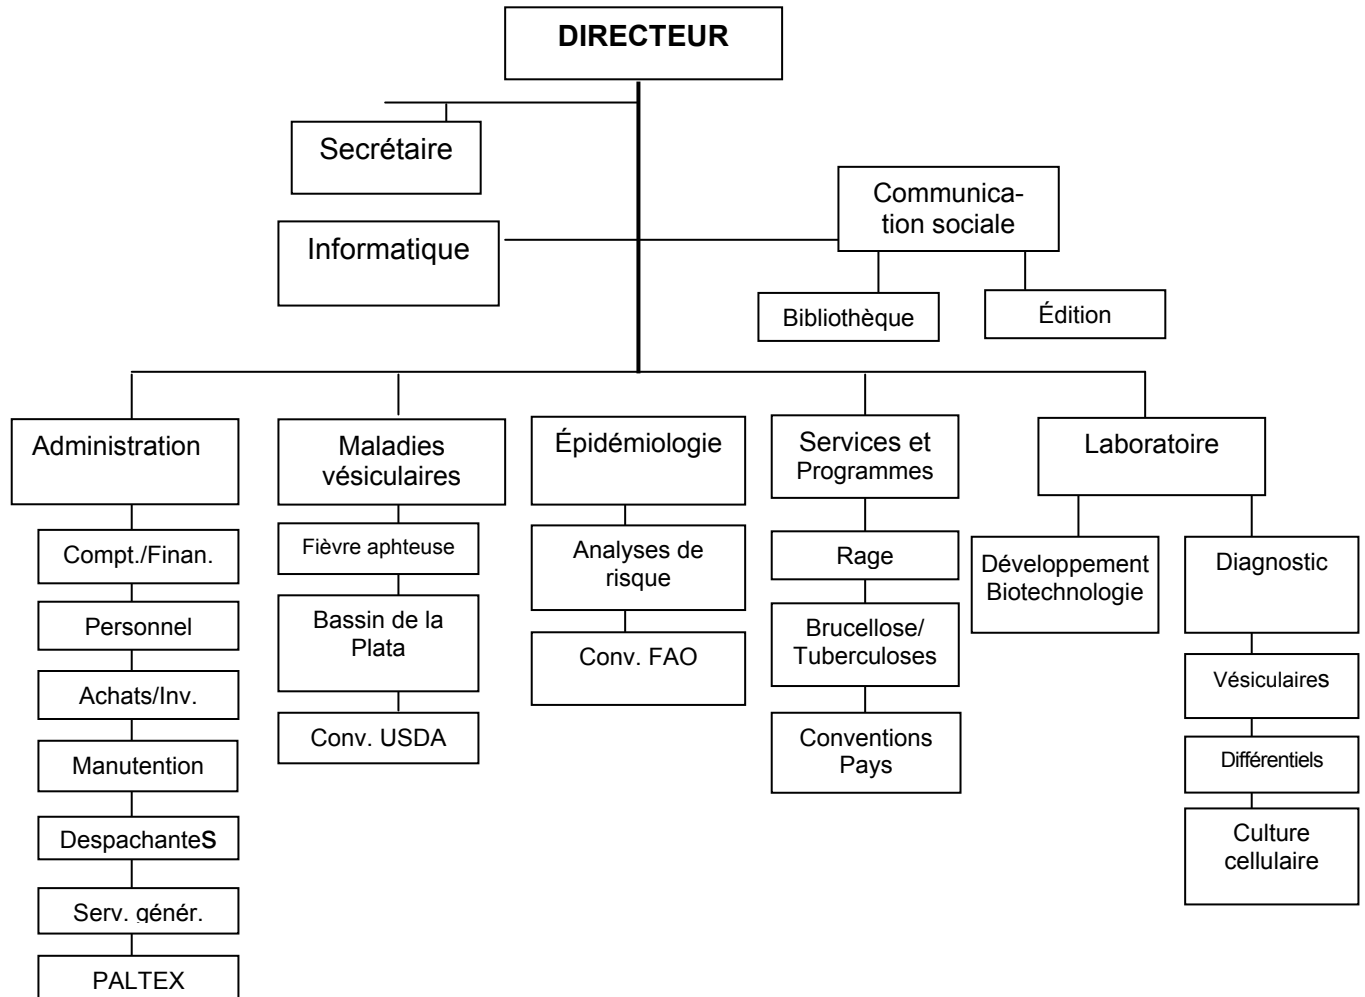 DIRECTEUR
Secrétaire
Communica-
tion sociale
Informatique
Bibliothèque
Édition
Administration
Maladies
vésiculaires
Épidémiologie
Services et
Programmes
Laboratoire
Compt./Finan.
Personnel
Achats/Inv.
Manutention
Despachantes
Serv. génér.
PALTEX
Fièvre aphteuse
Bassin de la
Plata
Conv. USDA
Analyses de
risque
Conv. FAO
Rage
Brucellose/
Tuberculoses
Conventions
Pays
Développement
Biotechnologie
Diagnostic
Vésiculaires
Différentiels
Culture
cellulaire